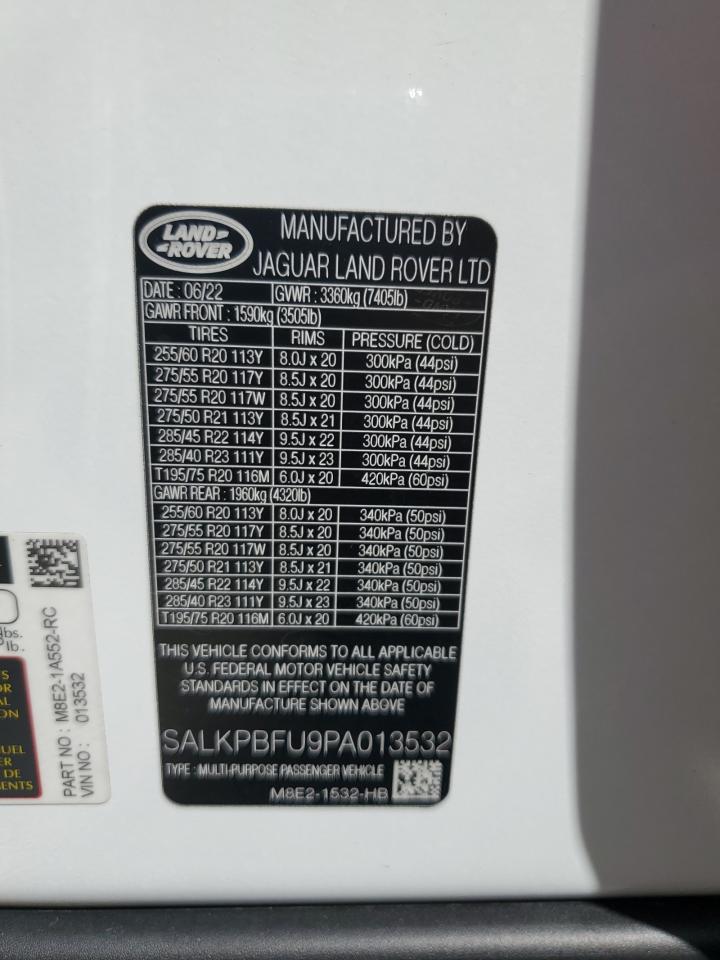 LAND-
-ROVER
MANUFACTURED BY
JAGUAR LAND ROVER LTD
DATE : 06/22 GVWR : 3360kg (7405lb)
GAWR FRONT : 1590kg (3505lb)
TIRES RIMS PRESSURE (COLD)
255/60 R20 113Y 8.0J x 20 300kPa (44psi)
275/55 R20 117Y 8.5J x 20 300kPa (44psi)
275/55 R20 117W 8.5J x 20 300kPa (44psi)
275/50 R21 113Y 8.5J x 21 300kPa (44psi)
285/45 R22 114Y 9.5J x 22 300kPa (44psi)
285/40 R23 111Y 9.5J x 23 300kPa (44psi)
T195/75 R20 116M 6.0J x 20 420kPa (60psi)
GAWR REAR : 1960kg (4320lb)
255/60 R20 113Y 8.0J x 20 340kPa (50psi)
275/55 R20 117Y 8.5J x 20 340kPa (50psi)
275/55 R20 117W 8.5J x 20 340kPa (50psi)
275/50 R21 113Y 8.5J x 21 340kPa (50psi)
285/45 R22 114Y 9.5J x 22 340kPa (50psi)
285/40 R23 111Y 9.5J x 23 340kPa (50psi)
T195/75 R20 116M 6.0J x 20 420kPa (60psi)
THIS VEHICLE CONFORMS TO ALL APPLICABLE
U.S. FEDERAL MOTOR VEHICLE SAFETY
STANDARDS IN EFFECT ON THE DATE OF
MANUFACTURE SHOWN ABOVE
SALKPBFU9PA013532
TYPE : MULTI-PURPOSE PASSENGER VEHICLE
M8E2-1532-HB
PART NO : M8E2-1A552-RC
VIN NO : 013532
lbs.
lb.
DE